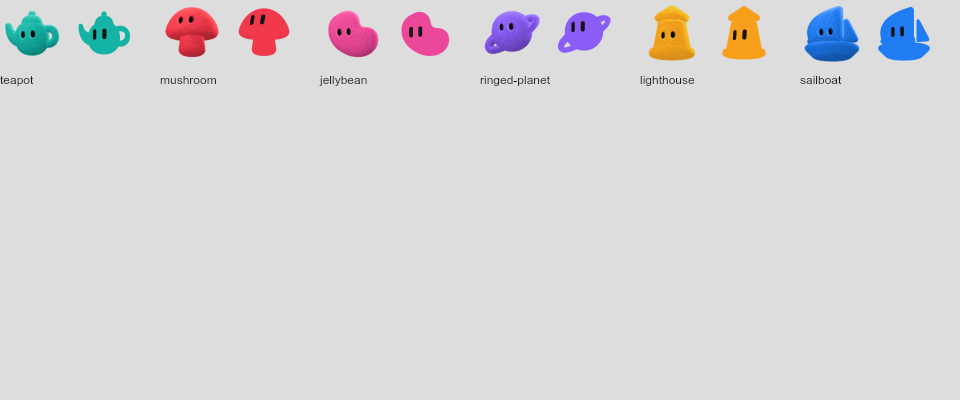 teapot
mushroom
jellybean
ringed-planet
lighthouse
sailboat